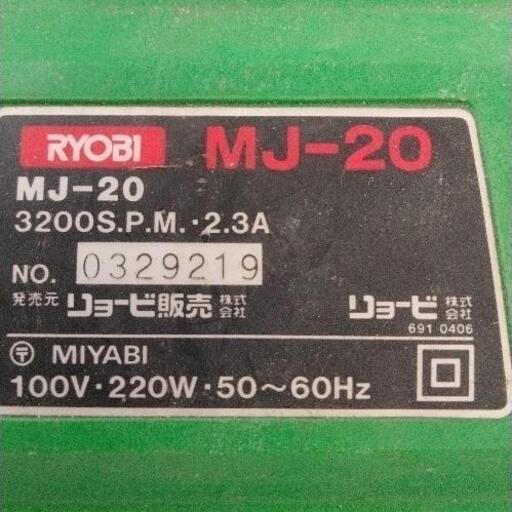 RYOBI MJ-20
MJ-20
3200S.P.M.·2.3A
NO. 0329219
発売元 リョービ販売株式会社 リョービ株式会社
691 0406
〒 MIYABI
100V·220W·50～60Hz